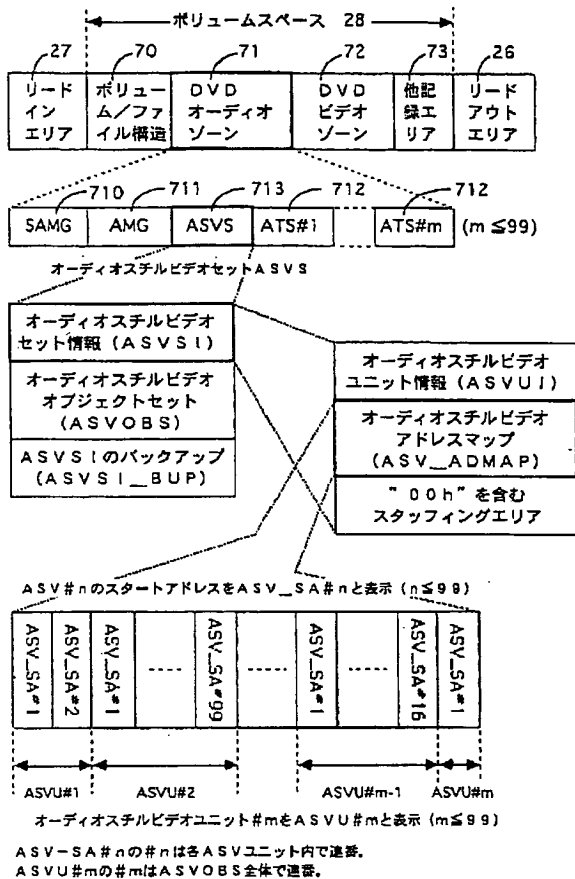 ボリュームスペース 28
27
70
71
72
73
26
リード
イン
エリア
ボリュー
ム／ファ
イル構造
ＤＶＤ
オーディオ
ゾーン
ＤＶＤ
ビデオ
ゾーン
他記
録エ
リア
リード
アウト
エリア
710
711
713
712
712
SAMG
AMG
ASVS
ATS#1
ATS#m
(m≦99)
オーディオスチルビデオセットＡＳＶＳ
オーディオスチルビデオ
セット情報（ＡＳＶＳＩ）
オーディオスチルビデオ
オブジェクトセット
（ＡＳＶＯＢＳ）
ＡＳＶＳＩのバックアップ
（ＡＳＶＳＩ＿ＢＵＰ）
オーディオスチルビデオ
ユニット情報（ＡＳＶＵＩ）
オーディオスチルビデオ
アドレスマップ
（ＡＳＶ＿ＡＤＭＡＰ）
"００ｈ"を含む
スタッフィングエリア
ＡＳＶ＃ｎのスタートアドレスをＡＳＶ＿ＳＡ＃ｎと表示（ｎ≦９９）
ASV_SA#1
ASV_SA#2
ASV_SA#1
ASV_SA#99
ASV_SA#1
ASV_SA#16
ASV_SA#1
ASVU#1
ASVU#2
ASVU#m-1
ASVU#m
オーディオスチルビデオユニット＃ｍをＡＳＶＵ＃ｍと表示（ｍ≦９９）
ＡＳＶ－ＳＡ＃ｎの＃ｎは各ＡＳＶユニット内で連番。
ＡＳＶＵ＃ｍの＃ｍはＡＳＶＯＢＳ全体で連番。